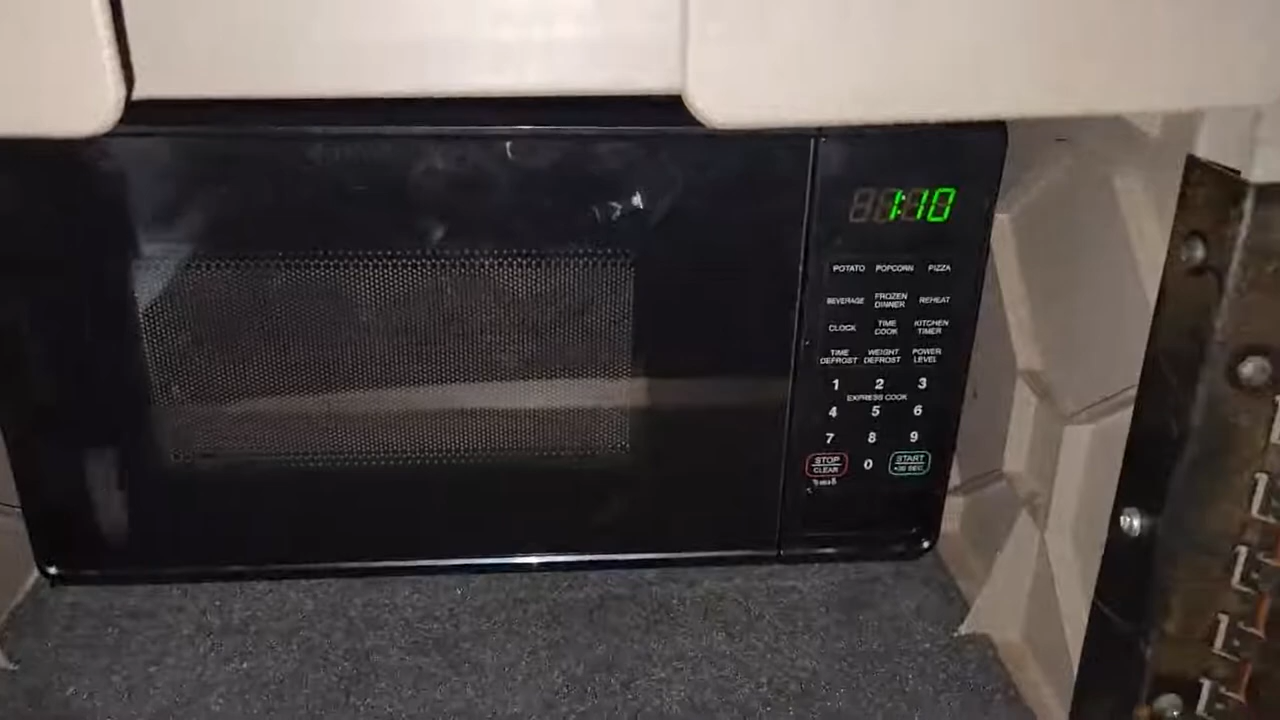 1:10
POTATO POPCORN PIZZA
BEVERAGE FROZEN DINNER REHEAT
CLOCK TIME COOK KITCHEN TIMER
TIME DEFROST WEIGHT DEFROST POWER LEVEL
1 2 3
EXPRESS COOK
4 5 6
7 8 9
STOP CLEAR 0 START +30 SEC.